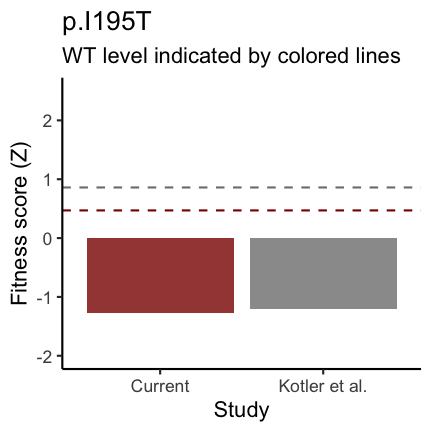 p.I195T
WT level indicated by colored lines
Fitness score (Z)
2
1
0
-1
-2
Current
Kotler et al.
Study